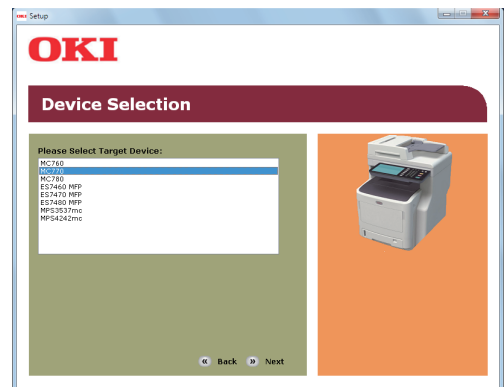 Setup
OKI
Device Selection
Please Select Target Device:
MC760
MC770
MC780
ES7460 MFP
ES7470 MFP
ES7480 MFP
MPS3537mc
MPS4242mc
Back
Next